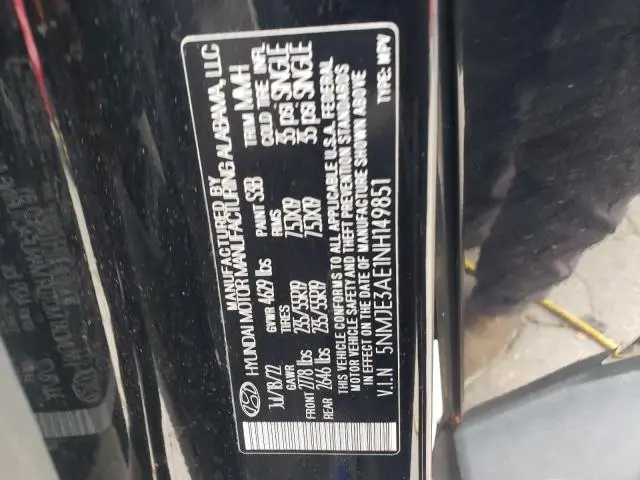 MANUFACTURED BY
HYUNDAI MOTOR MANUFACTURING ALABAMA, LLC
Jul/18/22 GVWR 4629 lbs PAINT S3B TRIM MMH
GAWR TIRES RIMS COLD TIRE INFL
FRONT 2778 lbs 235/55R19 7.5JX19 35 psi SINGLE
REAR 2646 lbs 235/55R19 7.5JX19 35 psi SINGLE
THIS VEHICLE CONFORMS TO ALL APPLICABLE U.S.A. FEDERAL
MOTOR VEHICLE SAFETY AND THEFT PREVENTION STANDARDS
IN EFFECT ON THE DATE OF MANUFACTURE SHOWN ABOVE
V.I.N 5NMJE3AE1NH149851 TYPE: MPV